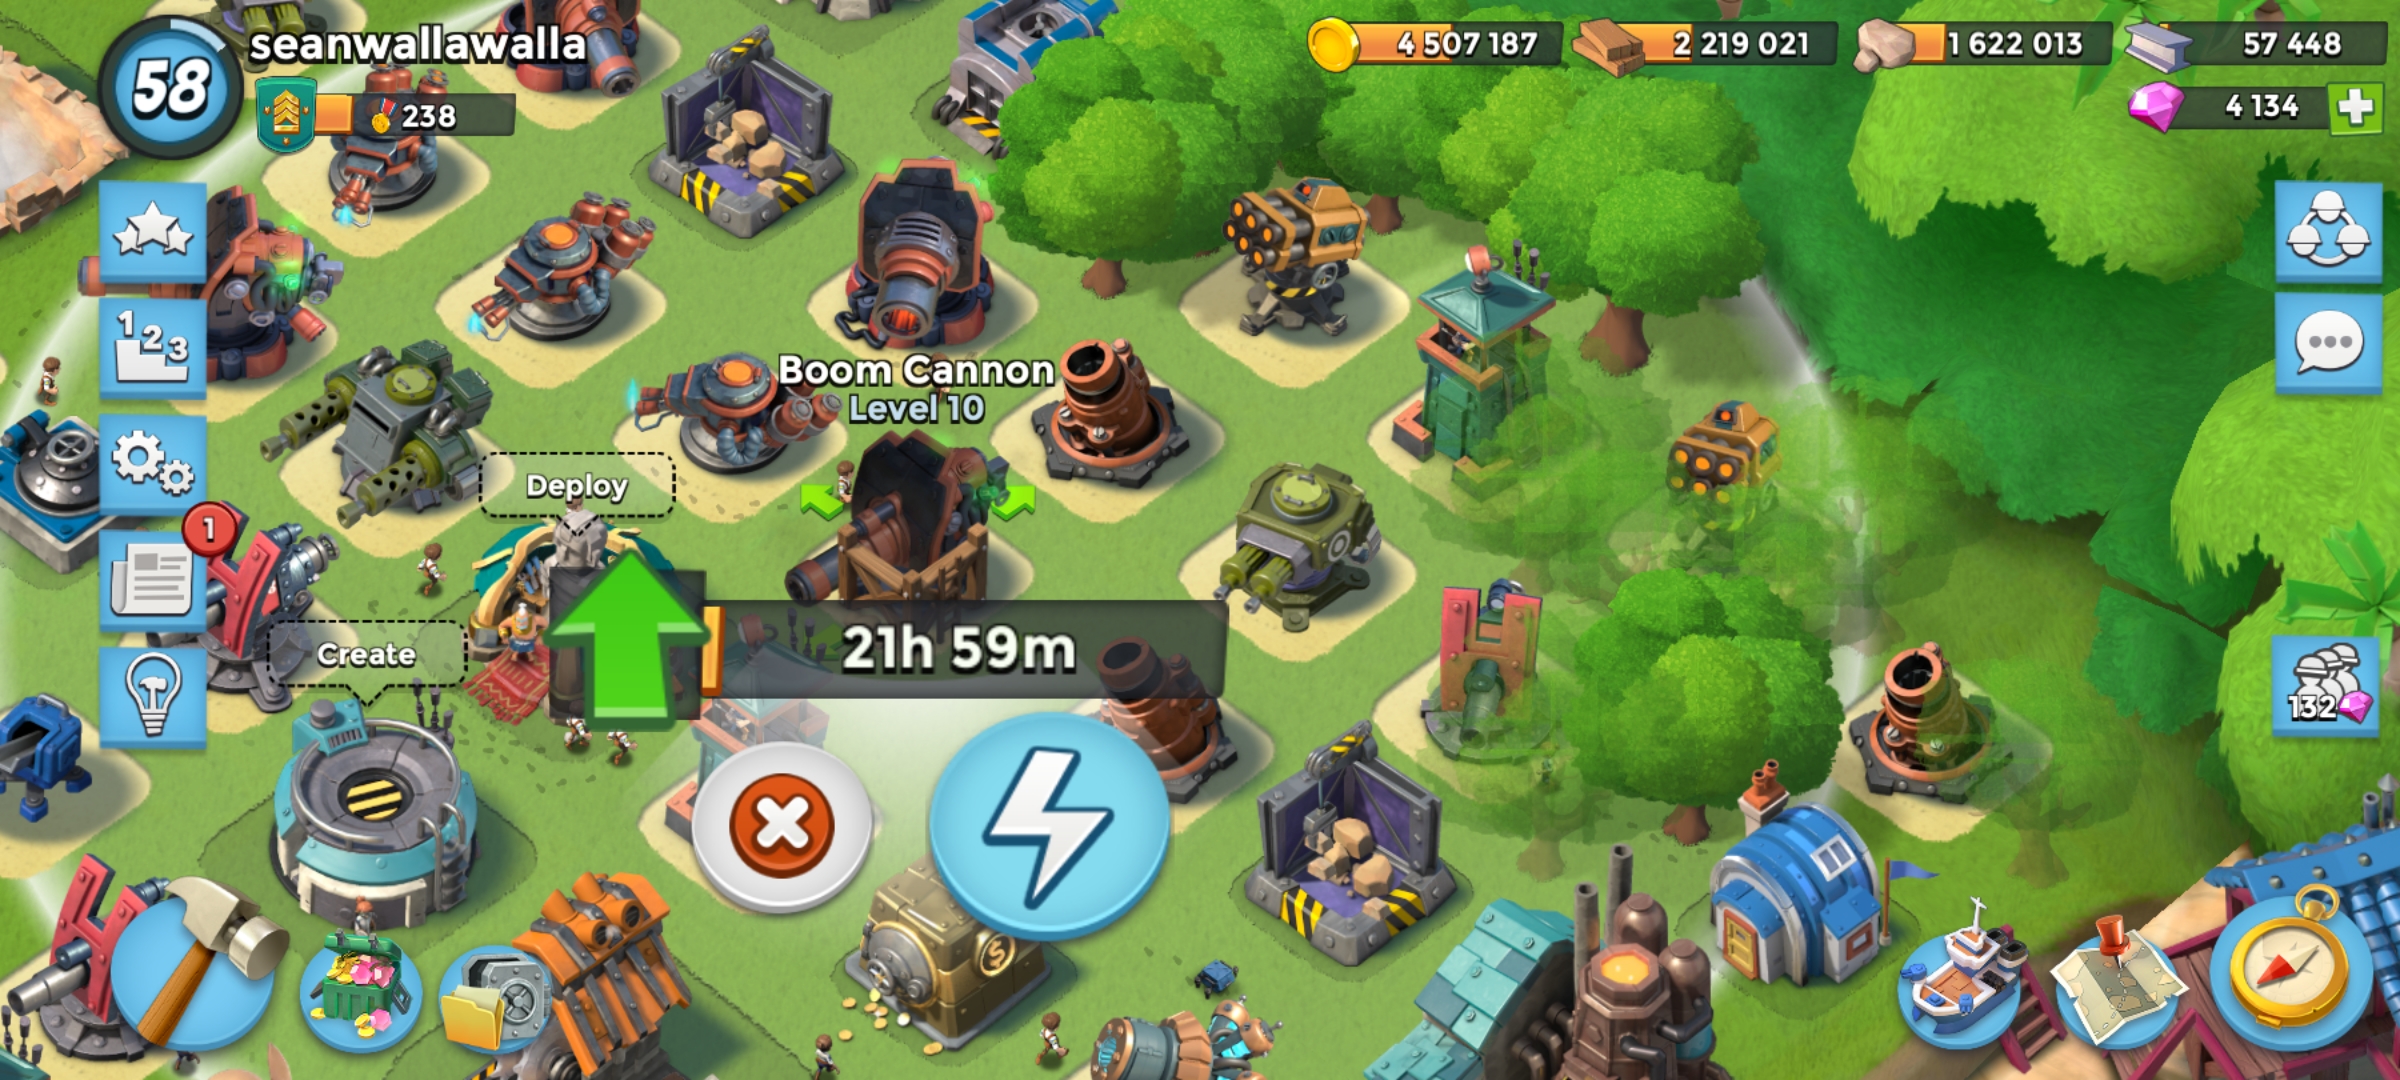 58
seanwallawalla
238
4 507 187
2 219 021
1 622 013
57 448
4 134
123
1
Boom Cannon
Level 10
Deploy
Create
21h 59m
132
$